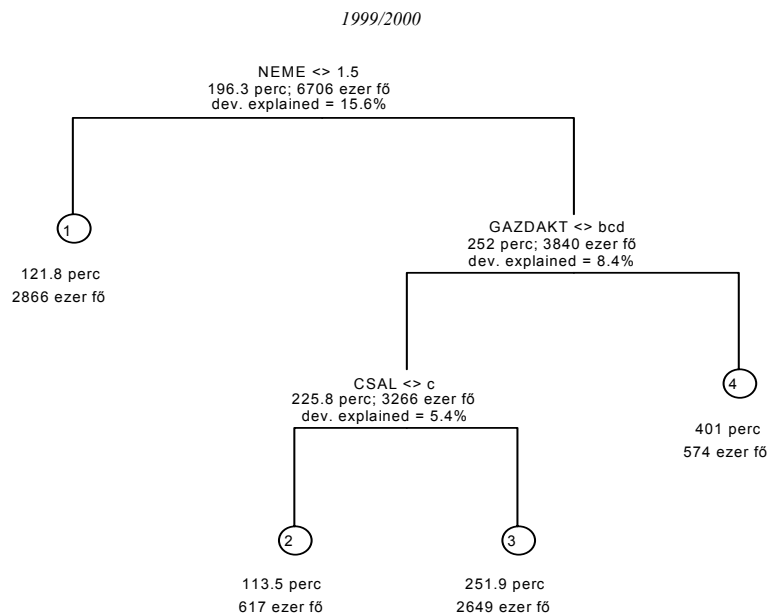 1999/2000
NEME <> 1.5
196.3 perc; 6706 ezer fő
dev. explained = 15.6%
1
121.8 perc
2866 ezer fő
GAZDAKT <> bcd
252 perc; 3840 ezer fő
dev. explained = 8.4%
CSAL <> c
225.8 perc; 3266 ezer fő
dev. explained = 5.4%
4
401 perc
574 ezer fő
2
113.5 perc
617 ezer fő
3
251.9 perc
2649 ezer fő